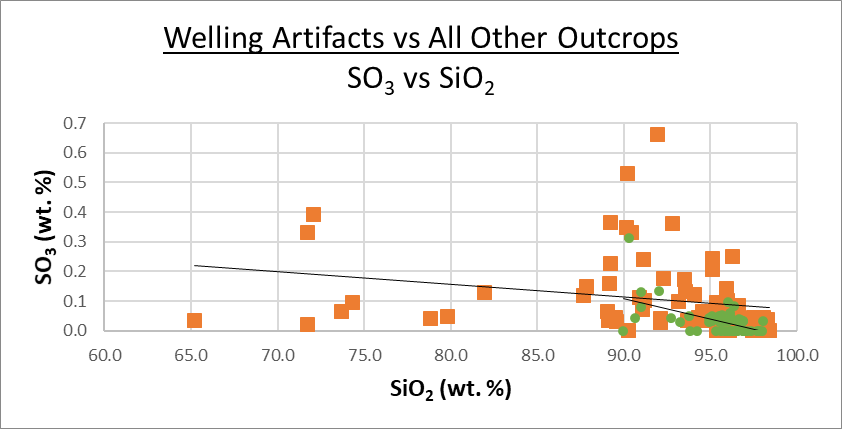 Welling Artifacts vs All Other Outcrops
SO₃ vs SiO₂
SO₃ (wt. %)
0.7
0.6
0.5
0.4
0.3
0.2
0.1
0.0
60.0 65.0 70.0 75.0 80.0 85.0 90.0 95.0 100.0
SiO₂ (wt. %)